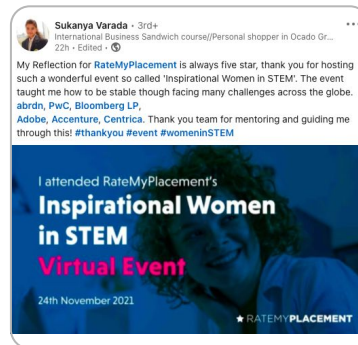 Sukanya Varada • 3rd+
International Business Sandwich course//Personal shopper in Ocado Gr...
22h • Edited •
My Reflection for RateMyPlacement is always five star, thank you for hosting
such a wonderful event so called 'Inspirational Women in STEM'. The event
taught me how to be stable though facing many challenges across the globe.
abrdn, PwC, Bloomberg LP,
Adobe, Accenture, Centrica. Thank you team for mentoring and guiding me
through this! #thankyou #event #womeninSTEM
I attended RateMyPlacement's
Inspirational Women
in STEM
Virtual Event
24th November 2021
RATEMYPLACEMENT